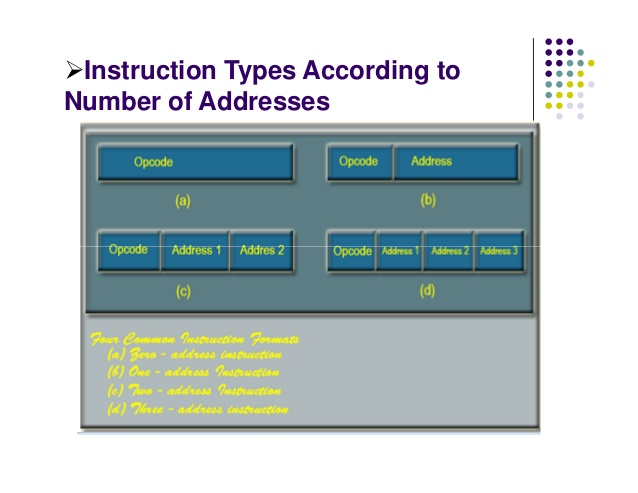 ➢Instruction Types According to
Number of Addresses
Opcode
(a)
Opcode Address
(b)
Opcode Address 1 Addres 2
(c)
Opcode Address 1 Address 2 Address 3
(d)
Four Common Instruction Formats
(a) Zero - address instruction
(b) One - address Instruction
(c) Two - address Instruction
(d) Three - address instruction